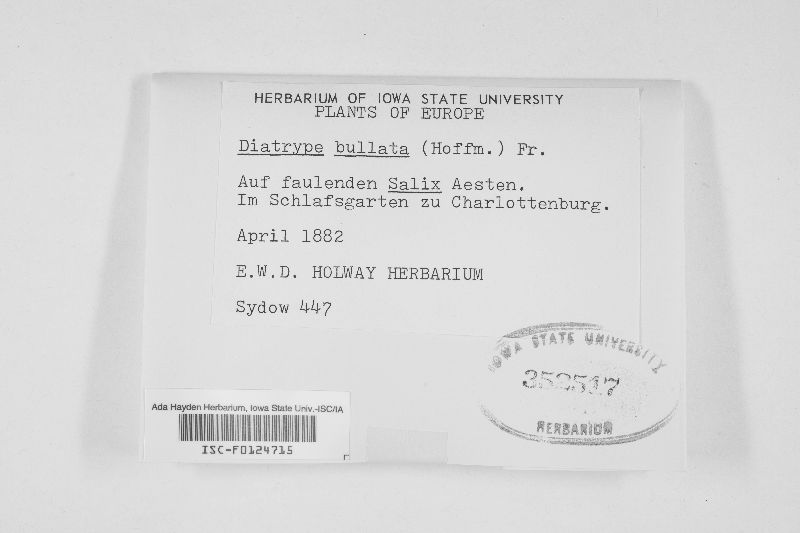 HERBARIUM OF IOWA STATE UNIVERSITY
PLANTS OF EUROPE
Diatrype bullata (Hoffm.) Fr.
Auf faulenden Salix Aesten.
Im Schlafsgarten zu Charlottenburg.
April 1882
E.W.D. HOLWAY HERBARIUM
Sydow 447
IOWA STATE UNIVERSITY
352517
HERBARIUM
Ada Hayden Herbarium, Iowa State Univ.-ISC/IA
ISC-F0124715